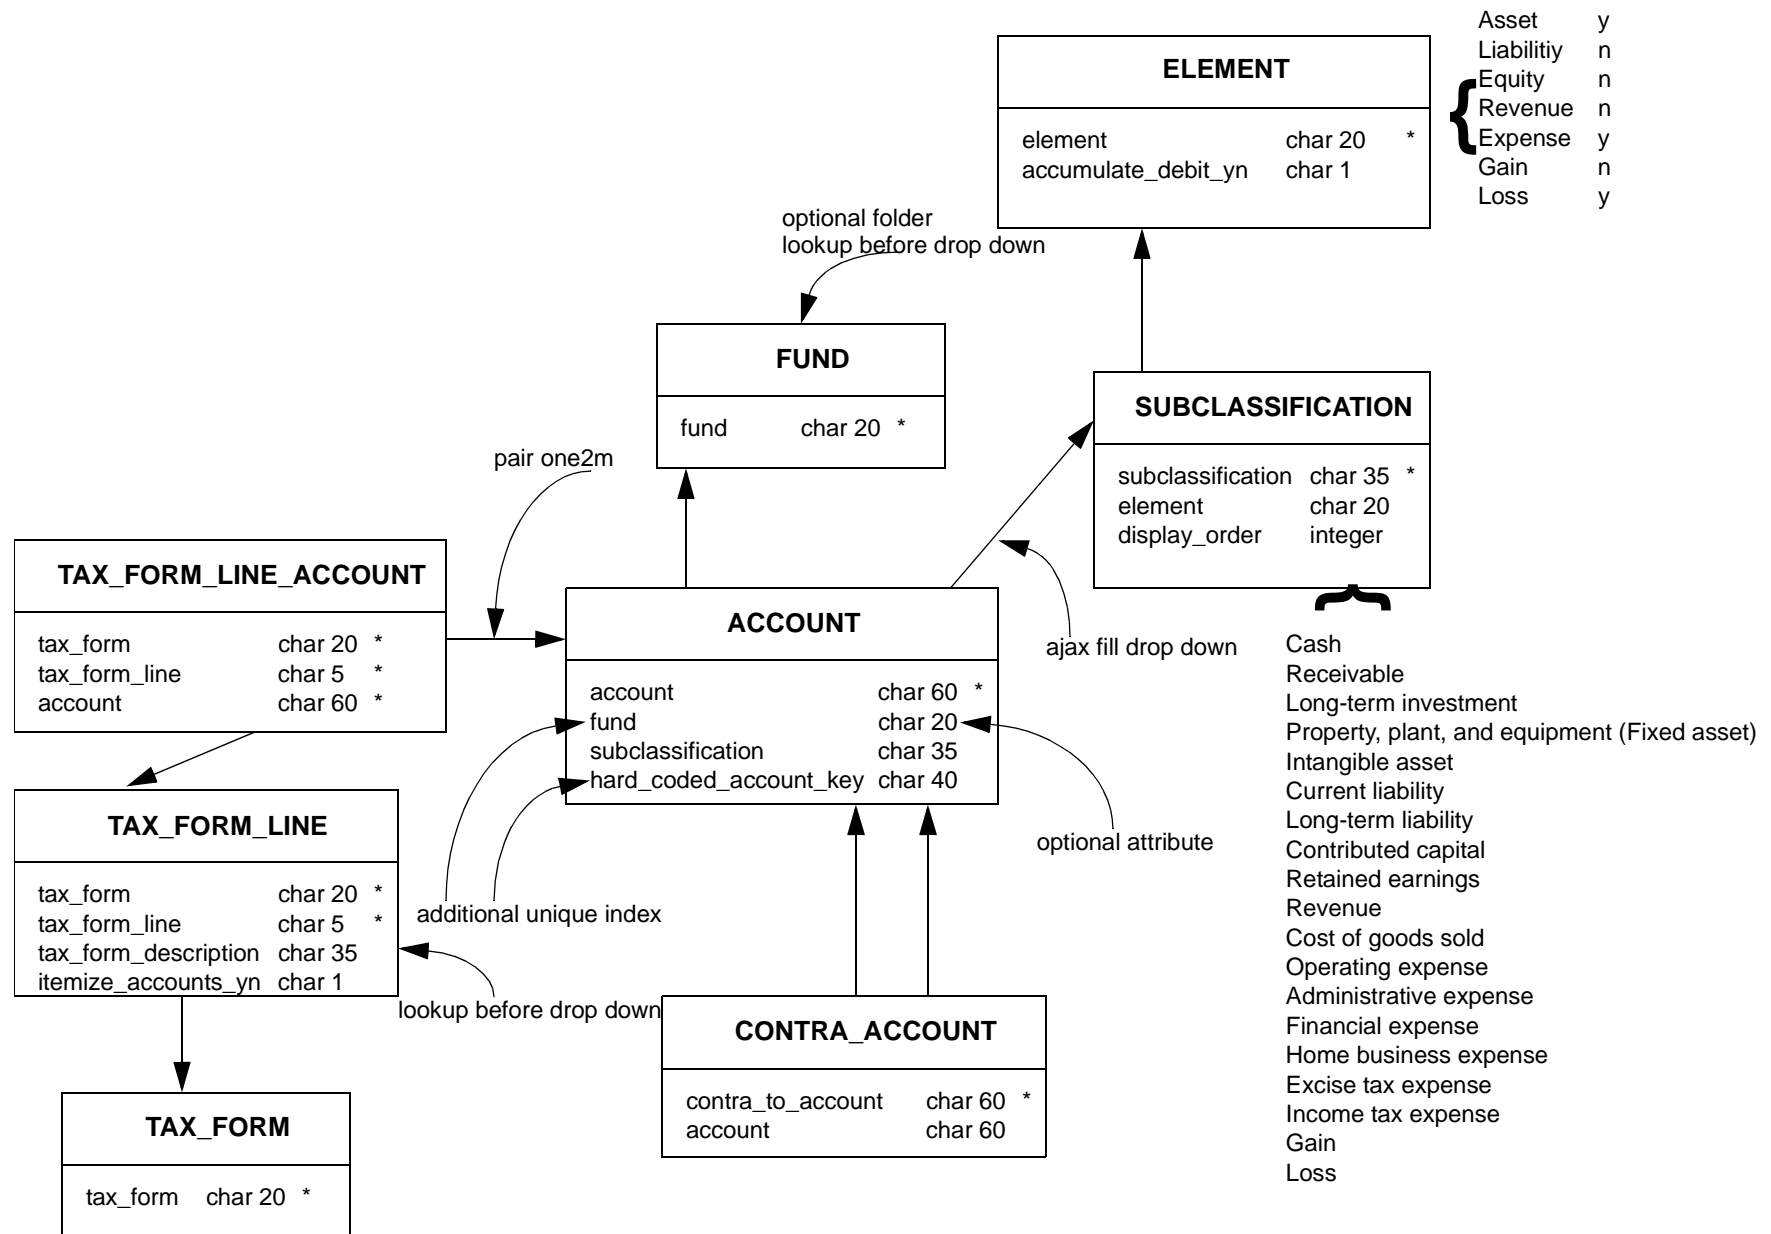 Asset y
Liabilitiy n
Equity n
Revenue n
Expense y
Gain n
Loss y
ELEMENT
element char 20 *
accumulate_debit_yn char 1
optional folder
lookup before drop down
FUND
fund char 20 *
SUBCLASSIFICATION
subclassification char 35 *
element char 20
display_order integer
pair one2m
TAX_FORM_LINE_ACCOUNT
tax_form char 20 *
tax_form_line char 5 *
account char 60 *
ACCOUNT
account char 60 *
fund char 20
subclassification char 35
hard_coded_account_key char 40
ajax fill drop down
Cash
Receivable
Long-term investment
Property, plant, and equipment (Fixed asset)
Intangible asset
Current liability
Long-term liability
Contributed capital
Retained earnings
Revenue
Cost of goods sold
Operating expense
Administrative expense
Financial expense
Home business expense
Excise tax expense
Income tax expense
Gain
Loss
optional attribute
TAX_FORM_LINE
tax_form char 20 *
tax_form_line char 5 *
tax_form_description char 35
itemize_accounts_yn char 1
additional unique index
lookup before drop down
CONTRA_ACCOUNT
contra_to_account char 60 *
account char 60
TAX_FORM
tax_form char 20 *